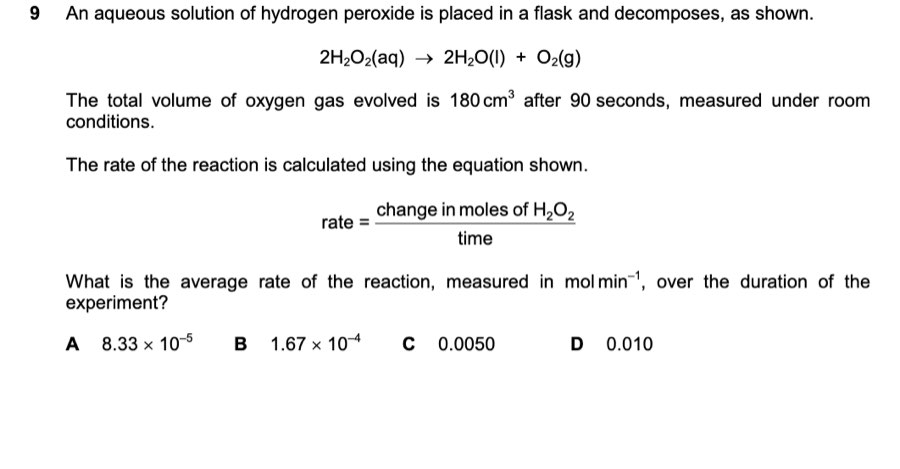 9 An aqueous solution of hydrogen peroxide is placed in a flask and decomposes, as shown.
2H₂O₂(aq) → 2H₂O(l) + O₂(g)
The total volume of oxygen gas evolved is 180 cm³ after 90 seconds, measured under room
conditions.
The rate of the reaction is calculated using the equation shown.
rate = change in moles of H₂O₂ / time
What is the average rate of the reaction, measured in mol min⁻¹, over the duration of the
experiment?
A 8.33 × 10⁻⁵ B 1.67 × 10⁻⁴ C 0.0050 D 0.010